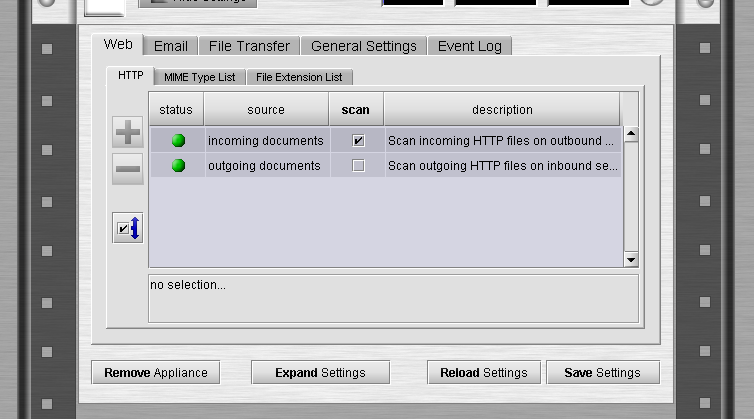 Web Email File Transfer General Settings Event Log
HTTP MIME Type List File Extension List
status source scan description
incoming documents Scan incoming HTTP files on outbound ...
outgoing documents Scan outgoing HTTP files on inbound se...
no selection...
Remove Appliance Expand Settings Reload Settings Save Settings